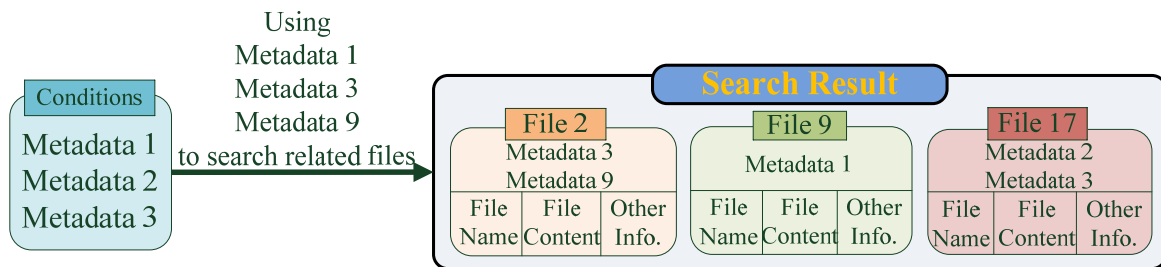 Conditions
Metadata 1
Metadata 2
Metadata 3
Using
Metadata 1
Metadata 3
Metadata 9
to search related files
Search Result
File 2
Metadata 3
Metadata 9
File Name
File Content
Other Info.
File 9
Metadata 1
File Name
File Content
Other Info.
File 17
Metadata 2
Metadata 3
File Name
File Content
Other Info.